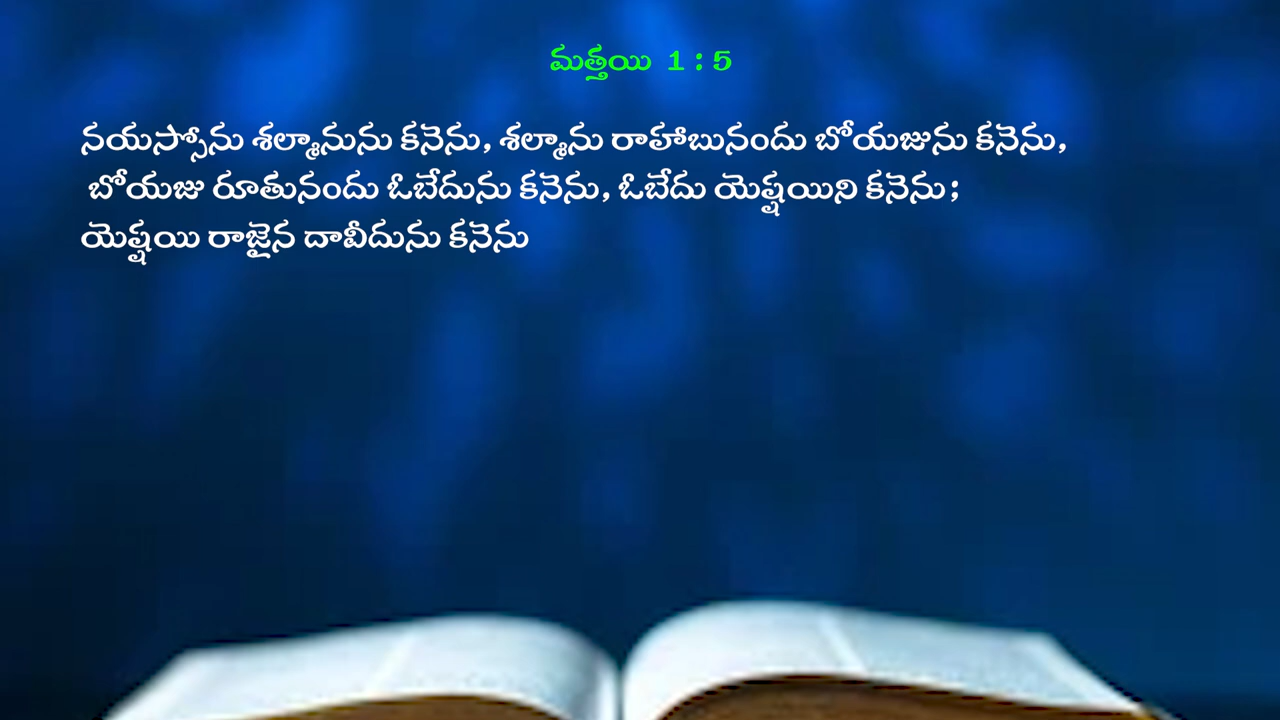 మత్తయి 1 : 5
నయస్సోను శల్మానును కనెను, శల్మాను రాహాబునందు బోయజును కనెను,
బోయజు రూతునందు ఓబేదును కనెను, ఓబేదు యెష్షయిని కనెను;
యెష్షయి రాజైన దావీదును కనెను